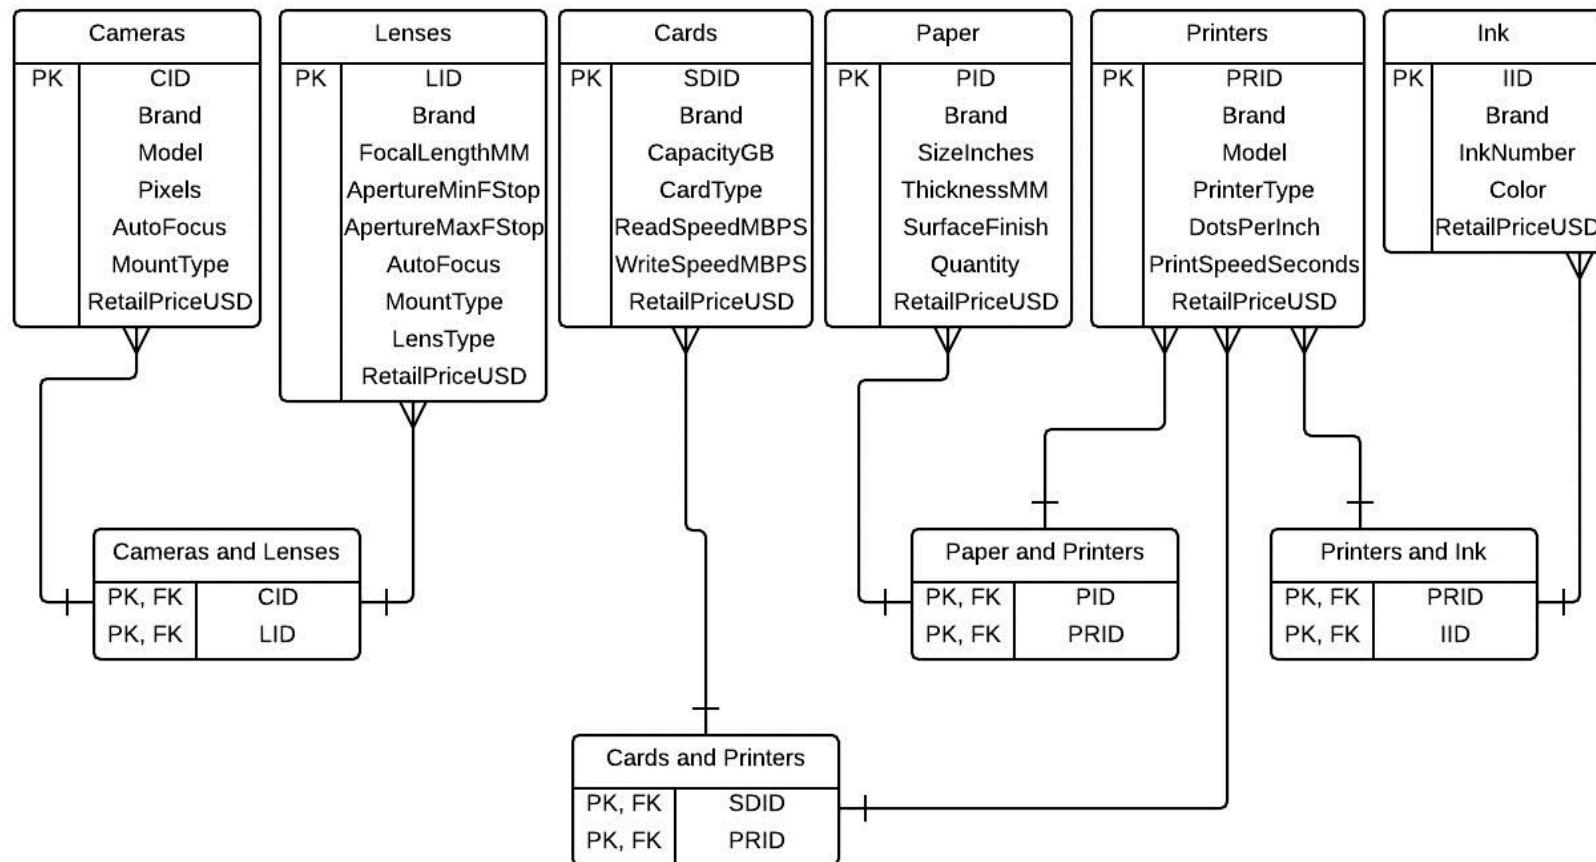 Cameras
PK CID
Brand
Model
Pixels
AutoFocus
MountType
RetailPriceUSD
Lenses
PK LID
Brand
FocalLengthMM
ApertureMinFStop
ApertureMaxFStop
AutoFocus
MountType
LensType
RetailPriceUSD
Cards
PK SDID
Brand
CapacityGB
CardType
ReadSpeedMBPS
WriteSpeedMBPS
RetailPriceUSD
Paper
PK PID
Brand
SizeInches
ThicknessMM
SurfaceFinish
Quantity
RetailPriceUSD
Printers
PK PRID
Brand
Model
PrinterType
DotsPerInch
PrintSpeedSeconds
RetailPriceUSD
Ink
PK IID
Brand
InkNumber
Color
RetailPriceUSD
Cameras and Lenses
PK, FK CID
PK, FK LID
Paper and Printers
PK, FK PID
PK, FK PRID
Printers and Ink
PK, FK PRID
PK, FK IID
Cards and Printers
PK, FK SDID
PK, FK PRID